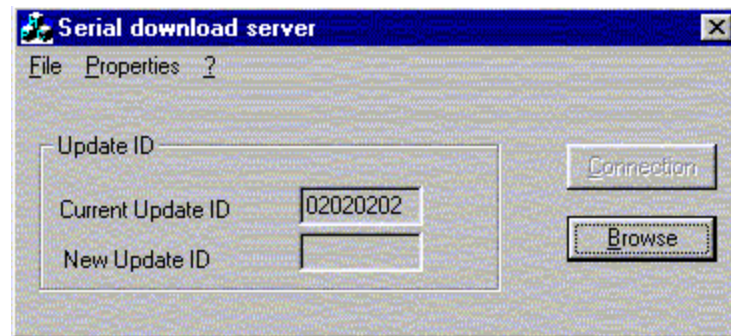 Serial download server
File Properties ?
Update ID
Connection
Current Update ID 02020202
Browse
New Update ID